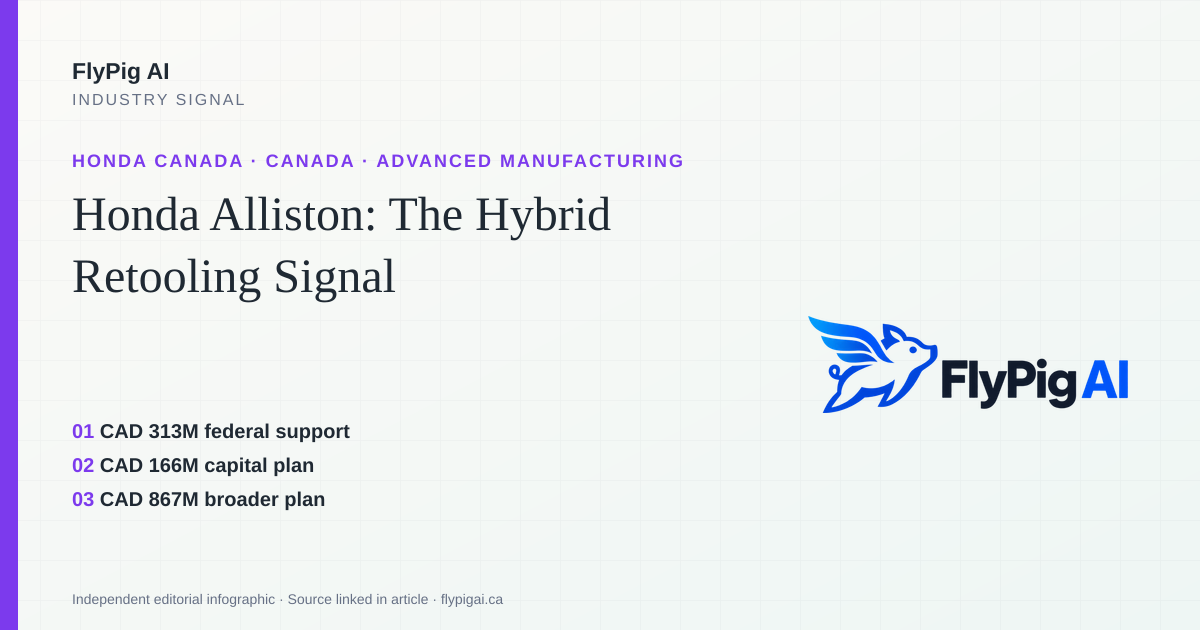 FlyPig AI
INDUSTRY SIGNAL
HONDA CANADA · CANADA · ADVANCED MANUFACTURING
Honda Alliston: The Hybrid
Retooling Signal
FlyPig AI
01 CAD 313M federal support
02 CAD 166M capital plan
03 CAD 867M broader plan
Independent editorial infographic · Source linked in article · flypigai.ca